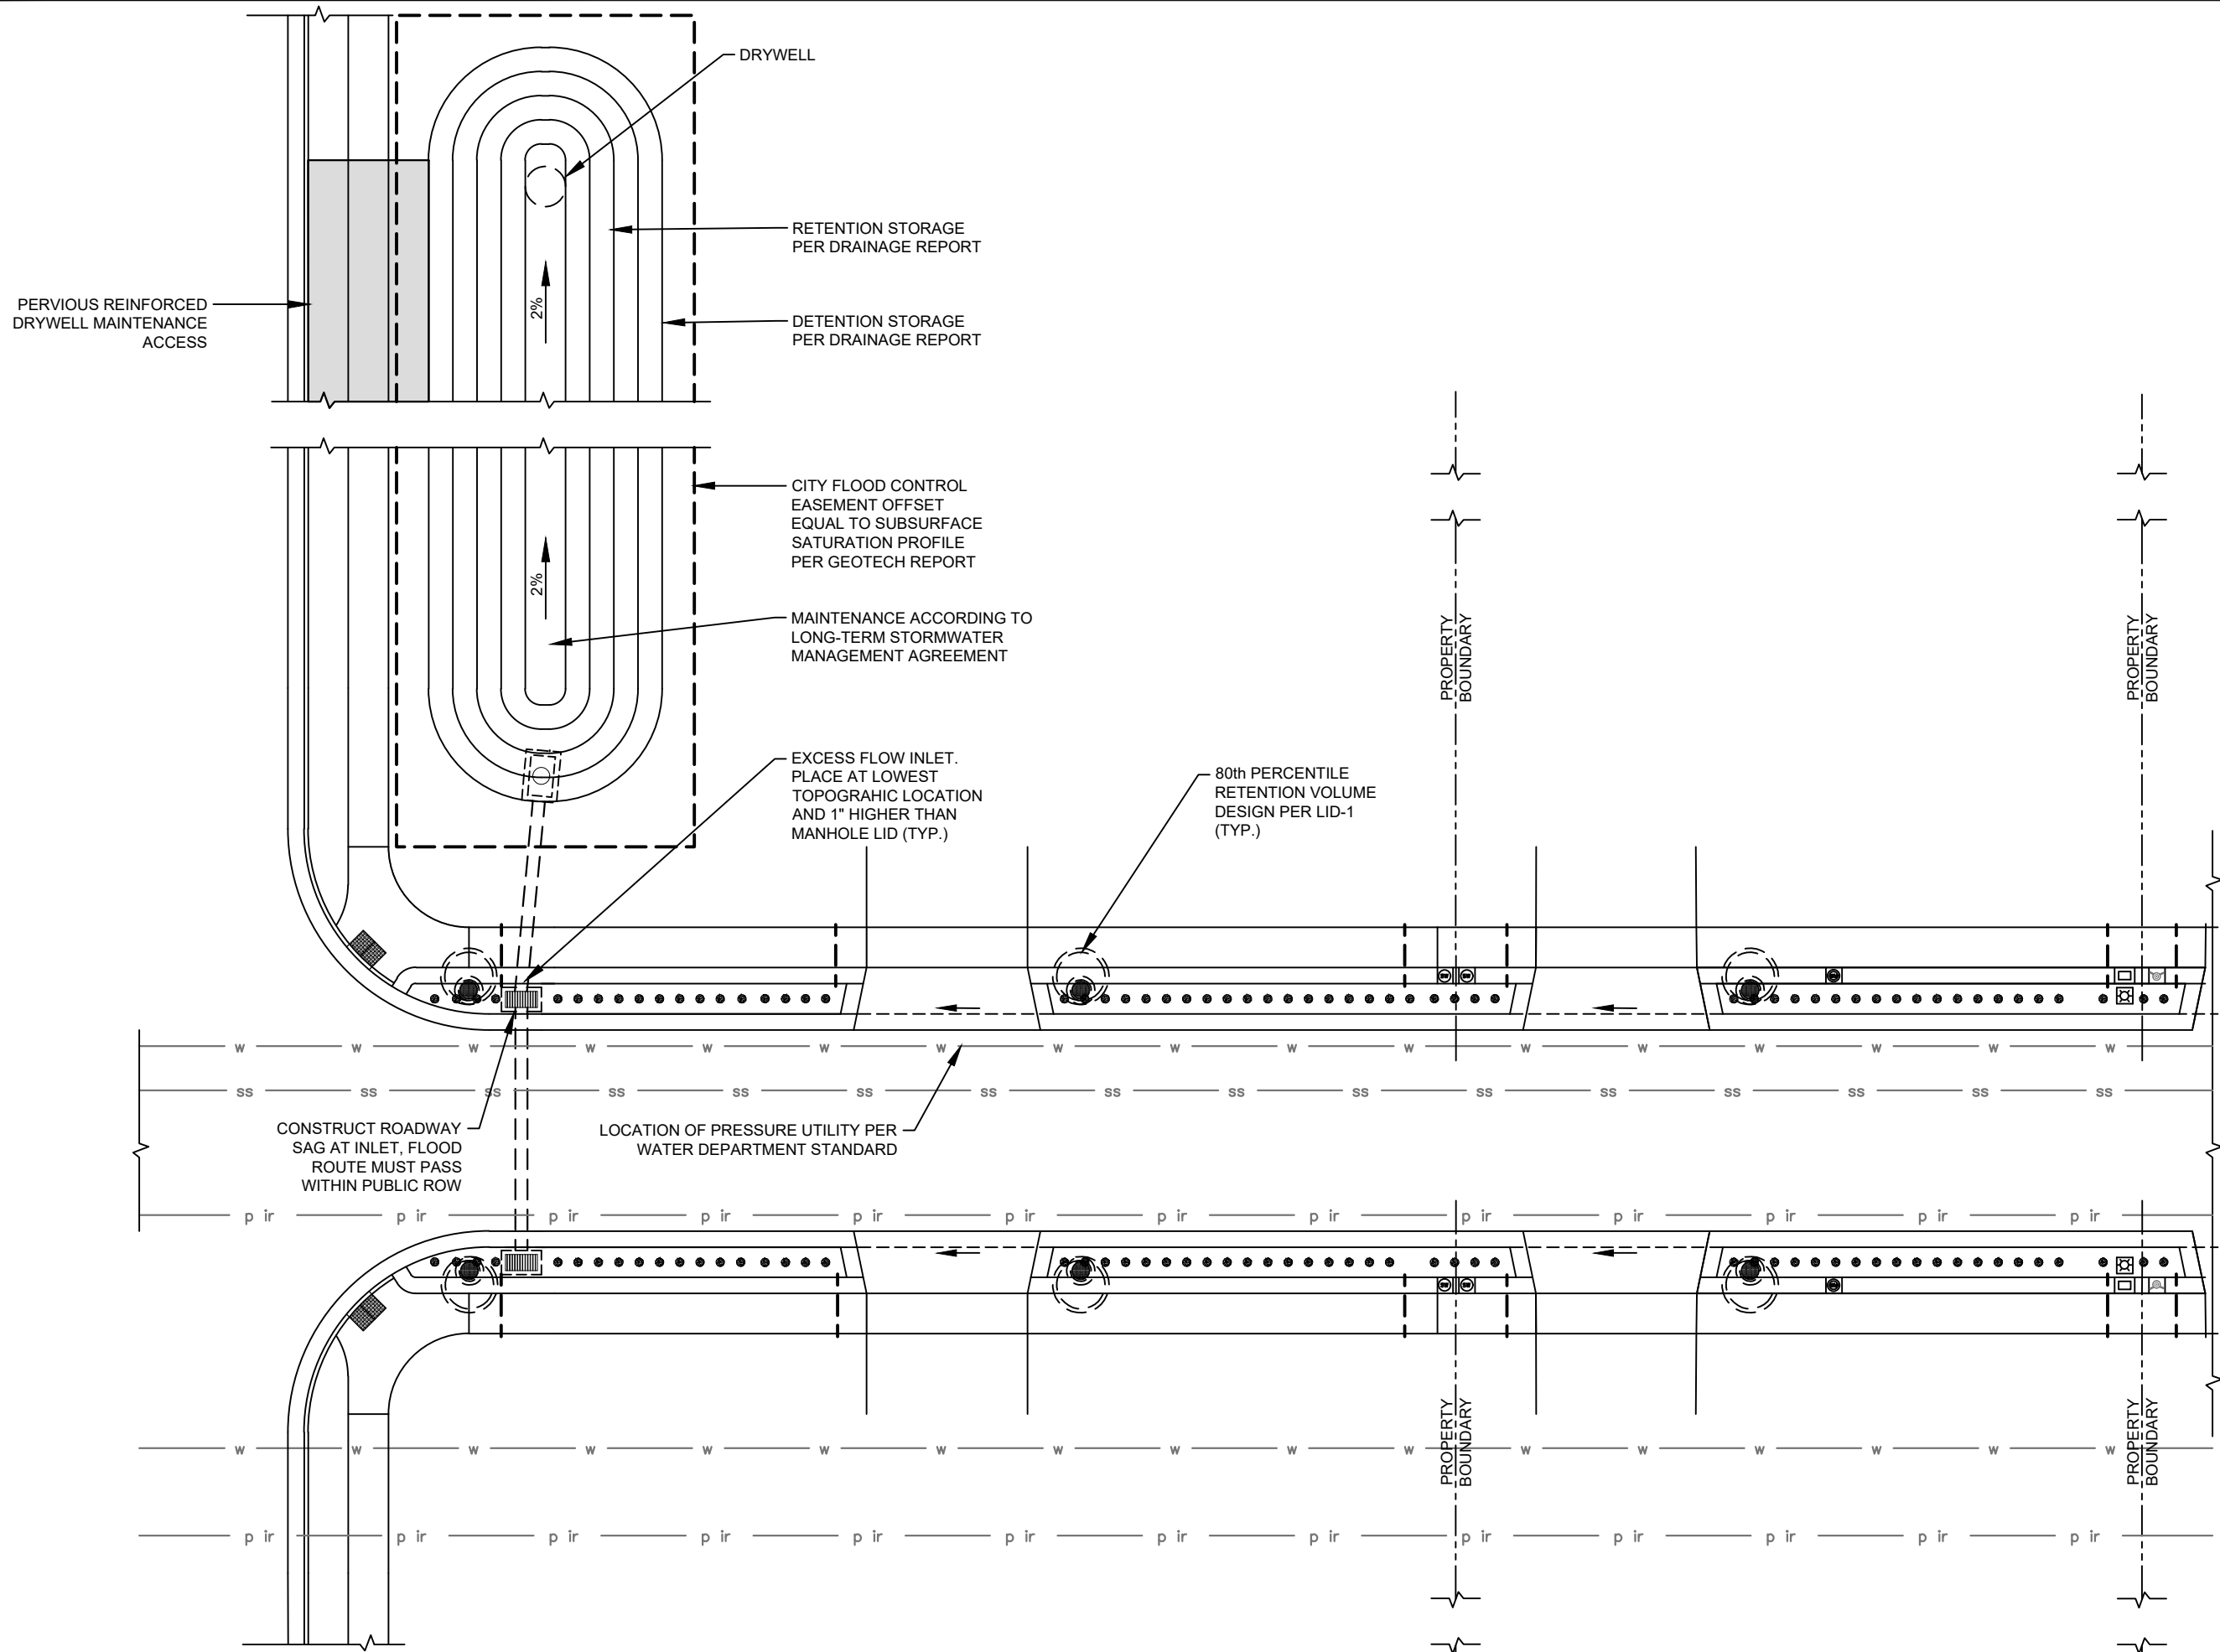 DRYWELL
RETENTION STORAGE
PER DRAINAGE REPORT
PERVIOUS REINFORCED
DRYWELL MAINTENANCE
ACCESS
2%
DETENTION STORAGE
PER DRAINAGE REPORT
CITY FLOOD CONTROL
EASEMENT OFFSET
EQUAL TO SUBSURFACE
SATURATION PROFILE
PER GEOTECH REPORT
2%
MAINTENANCE ACCORDING TO
LONG-TERM STORMWATER
MANAGEMENT AGREEMENT
PROPERTY
BOUNDARY
PROPERTY
BOUNDARY
EXCESS FLOW INLET.
PLACE AT LOWEST
TOPOGRAHIC LOCATION
AND 1" HIGHER THAN
MANHOLE LID (TYP.)
80th PERCENTILE
RETENTION VOLUME
DESIGN PER LID-1
(TYP.)
w w w w w w w w w w w w w w w w w
ss ss ss ss ss ss ss ss ss ss ss ss ss ss ss ss
CONSTRUCT ROADWAY
SAG AT INLET, FLOOD
ROUTE MUST PASS
WITHIN PUBLIC ROW
LOCATION OF PRESSURE UTILITY PER
WATER DEPARTMENT STANDARD
p ir p ir p ir p ir p ir p ir p ir p ir p ir p ir p ir p ir p ir
PROPERTY
BOUNDARY
PROPERTY
BOUNDARY
w w w w w w w w w w w w w w w w w
p ir p ir p ir p ir p ir p ir p ir p ir p ir p ir p ir p ir p ir